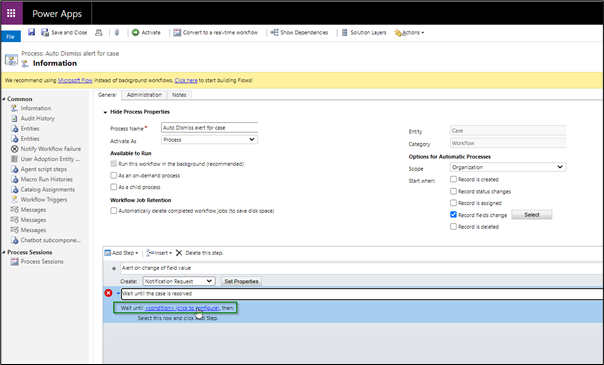 Power Apps
File
Save and Close
Activate
Convert to a real-time workflow
Show Dependencies
Solution Layers
Actions
Process: Auto Dismiss alert for case
Information
We recommend using Microsoft Flow instead of background workflows. Click here to start building Flows!
Common
Information
Audit History
Entities
Entities
Notify Workflow Failure
User Adoption Entity ...
Agent script steps
Macro Run Histories
Catalog Assignments
Workflow Triggers
Messages
Messages
Messages
Chatbot subcompone...
Process Sessions
Process Sessions
General
Administration
Notes
Hide Process Properties
Process Name * Auto Dismiss alert for case
Activate As Process
Available to Run
Run this workflow in the background (recommended)
As an on-demand process
As a child process
Workflow Job Retention
Automatically delete completed workflow jobs (to save disk space)
Entity Case
Category Workflow
Options for Automatic Processes
Scope Organization
Start when: Record is created
Record status changes
Record is assigned
Record fields change Select
Record is deleted
Add Step Insert Delete this step.
Alert on change of field value
Create: Notification Request Set Properties
Wait until the case is resolved
Wait until <condition> (click to configure), then:
Select this row and click Add Step.